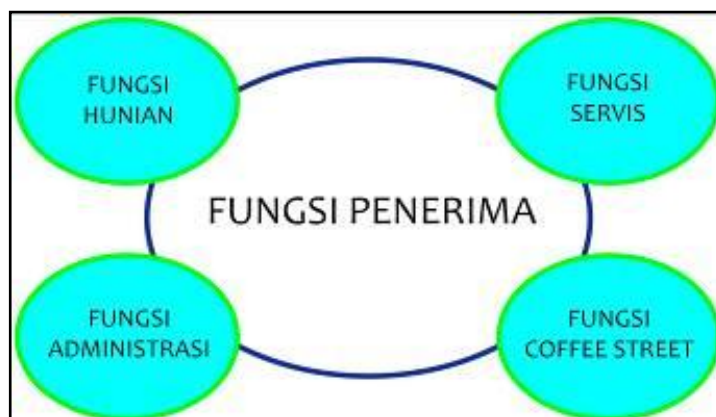 FUNGSI
HUNIAN
FUNGSI
SERVIS
FUNGSI PENERIMA
FUNGSI
ADMINISTRASI
FUNGSI
COFFEE STREET